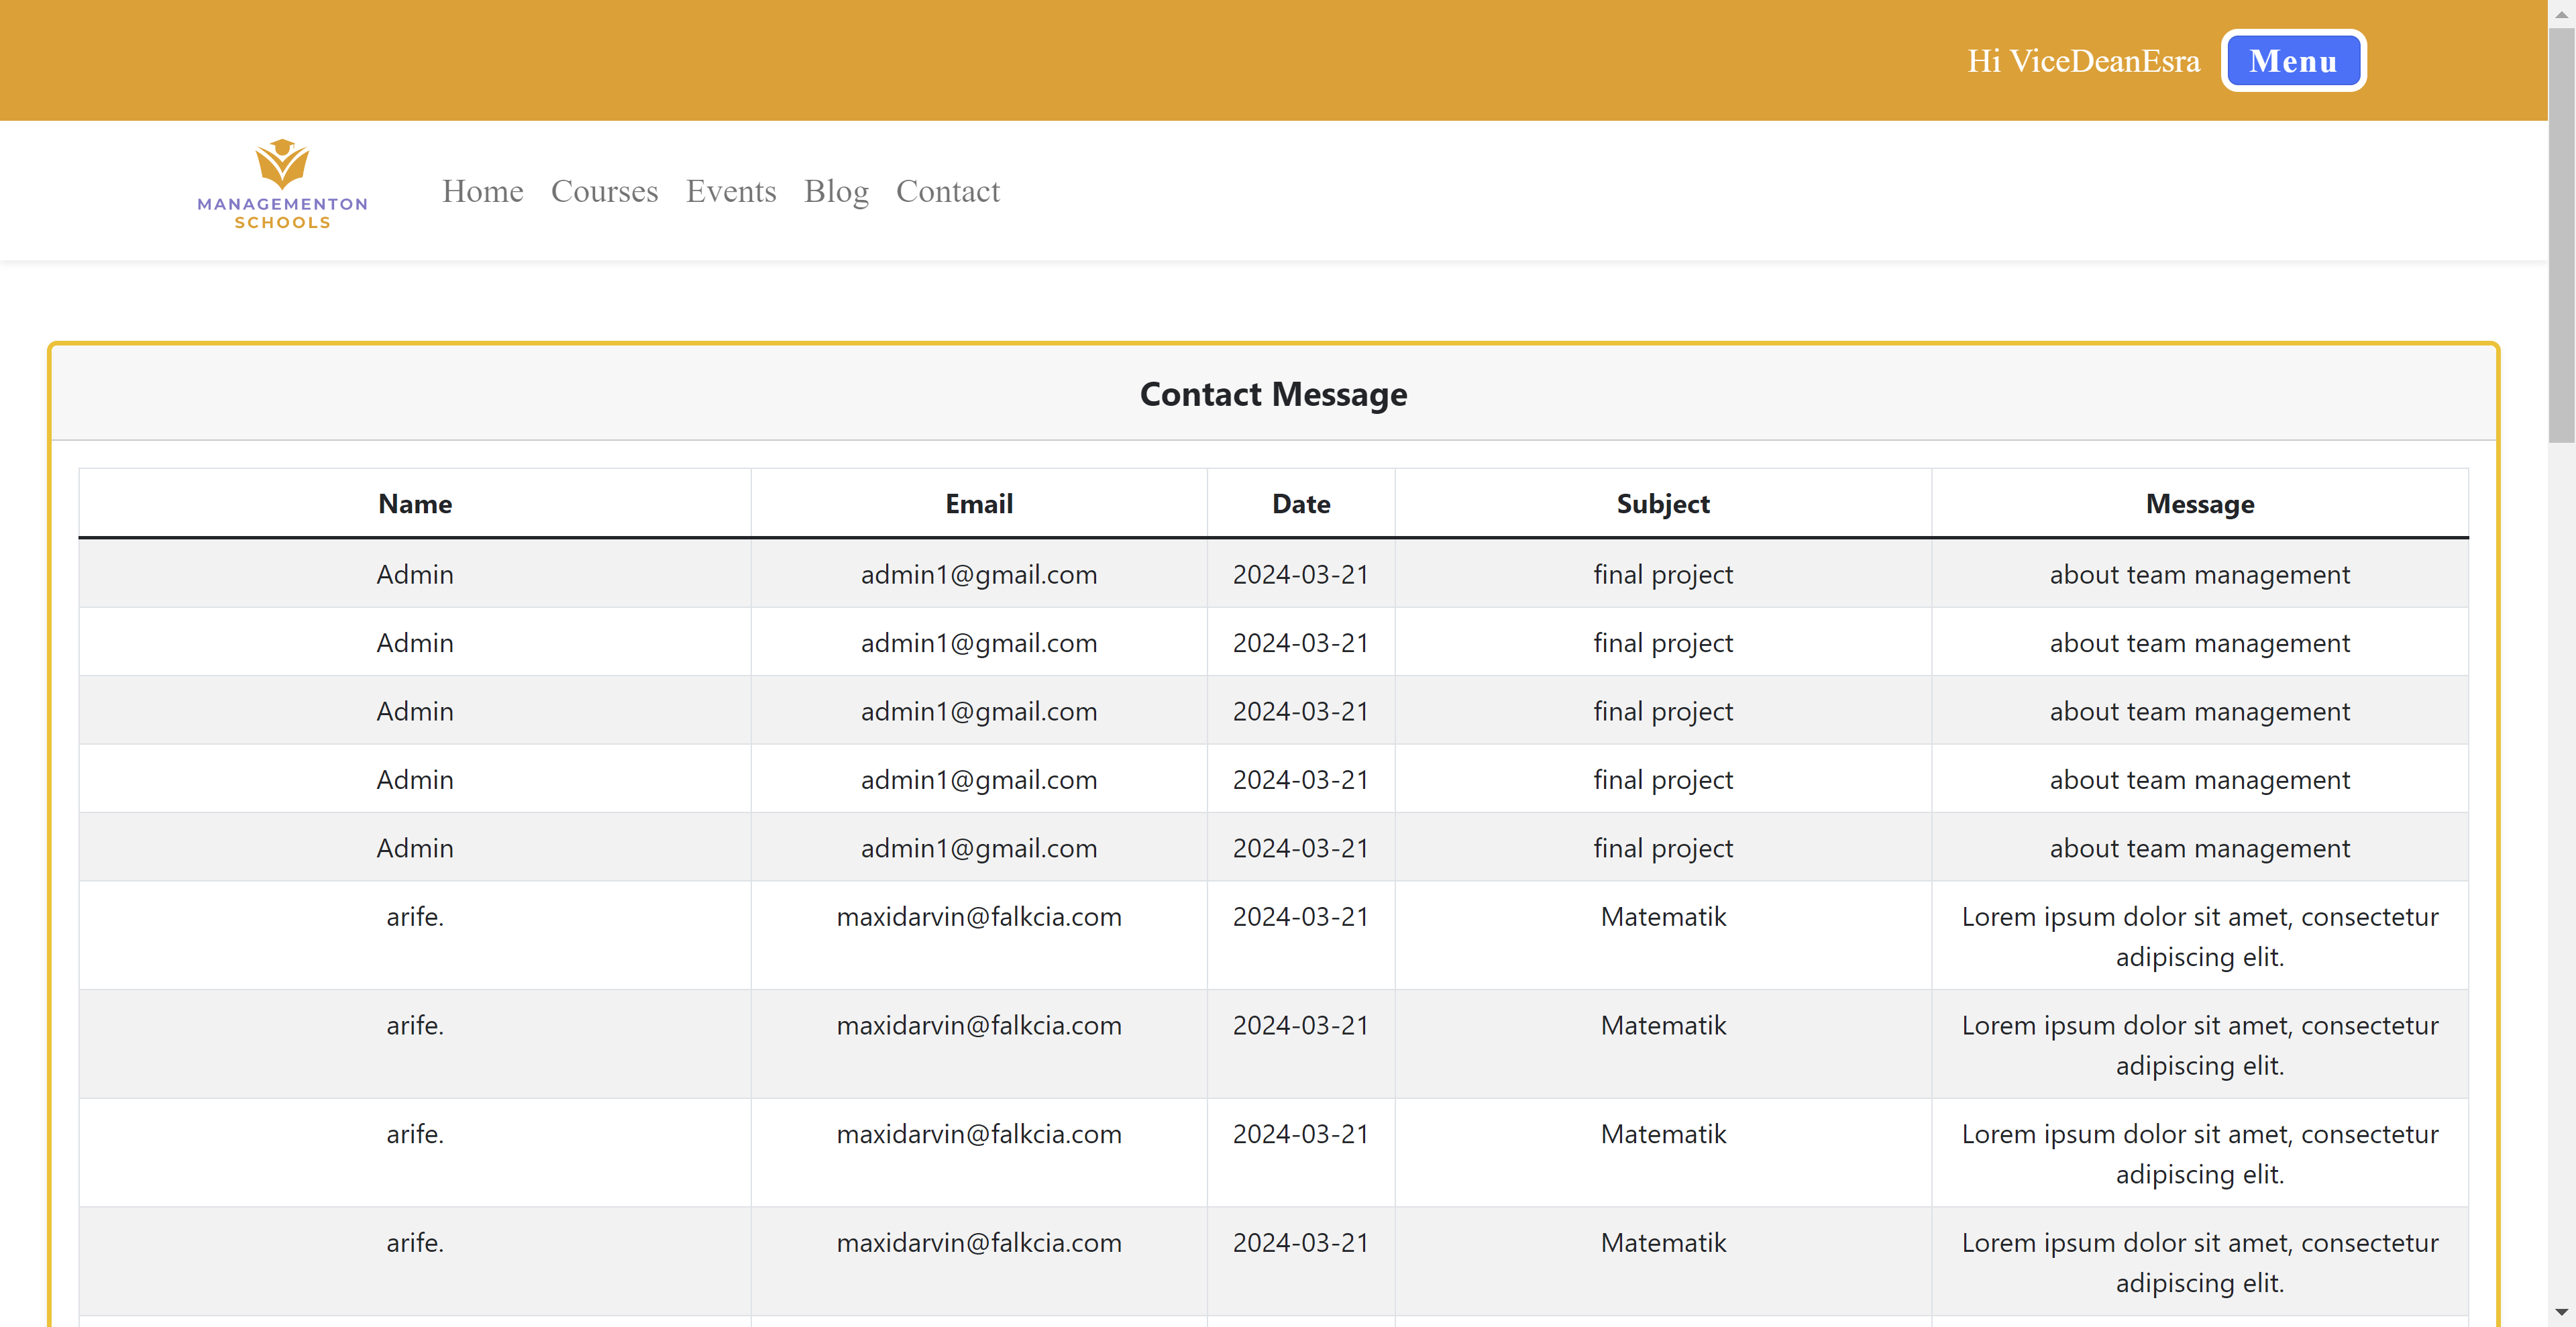 Hi ViceDeanEsra Menu
MANAGEMENTON
SCHOOLS
Home Courses Events Blog Contact
Contact Message
Name Email Date Subject Message
Admin admin1@gmail.com 2024-03-21 final project about team management
Admin admin1@gmail.com 2024-03-21 final project about team management
Admin admin1@gmail.com 2024-03-21 final project about team management
Admin admin1@gmail.com 2024-03-21 final project about team management
Admin admin1@gmail.com 2024-03-21 final project about team management
arife. maxidarvin@falkcia.com 2024-03-21 Matematik Lorem ipsum dolor sit amet, consectetur
adipiscing elit.
arife. maxidarvin@falkcia.com 2024-03-21 Matematik Lorem ipsum dolor sit amet, consectetur
adipiscing elit.
arife. maxidarvin@falkcia.com 2024-03-21 Matematik Lorem ipsum dolor sit amet, consectetur
adipiscing elit.
arife. maxidarvin@falkcia.com 2024-03-21 Matematik Lorem ipsum dolor sit amet, consectetur
adipiscing elit.